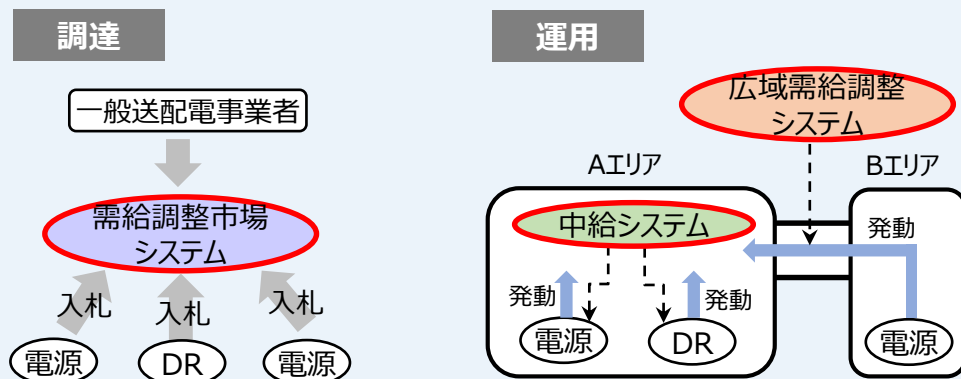 調達
一般送配電事業者
需給調整市場
システム
入札
入札
入札
電源
DR
電源
運用
広域需給調整
システム
Aエリア
Bエリア
中給システム
発動
発動
発動
電源
DR
電源